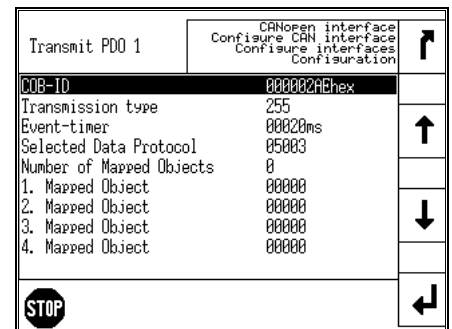 Transmit PDO 1
CANopen interface
Configure CAN interface
Configure interfaces
Configuration
COB-ID 000002AEhex
Transmission type 255
Event-timer 00020ms
Selected Data Protocol 05003
Number of Mapped Objects 0
1. Mapped Object 00000
2. Mapped Object 00000
3. Mapped Object 00000
4. Mapped Object 00000
STOP